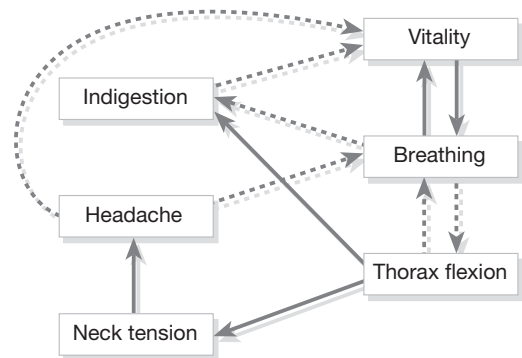 Vitality
Indigestion
Breathing
Headache
Thorax flexion
Neck tension